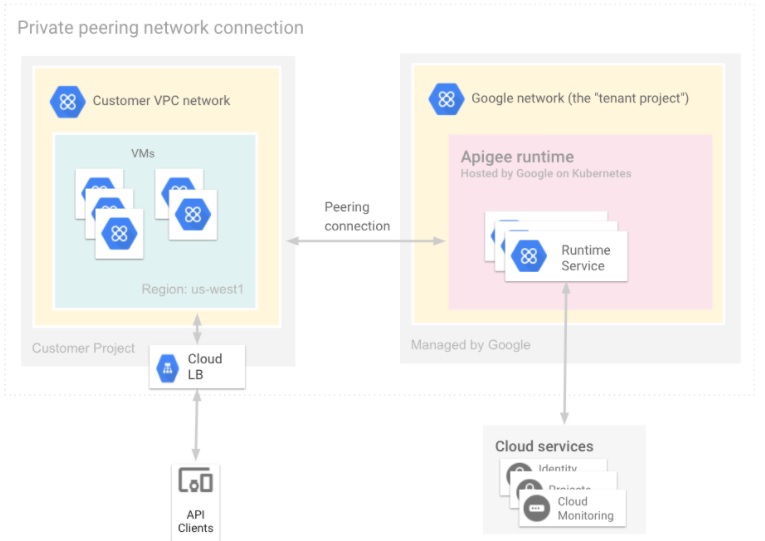 Private peering network connection
Customer VPC network
VMs
Region: us-west1
Customer Project
Cloud
LB
API
Clients
Peering
connection
Google network (the "tenant project")
Apigee runtime
Hosted by Google on Kubernetes
Runtime
Service
Managed by Google
Cloud services
Identity
Projects
Cloud
Monitoring